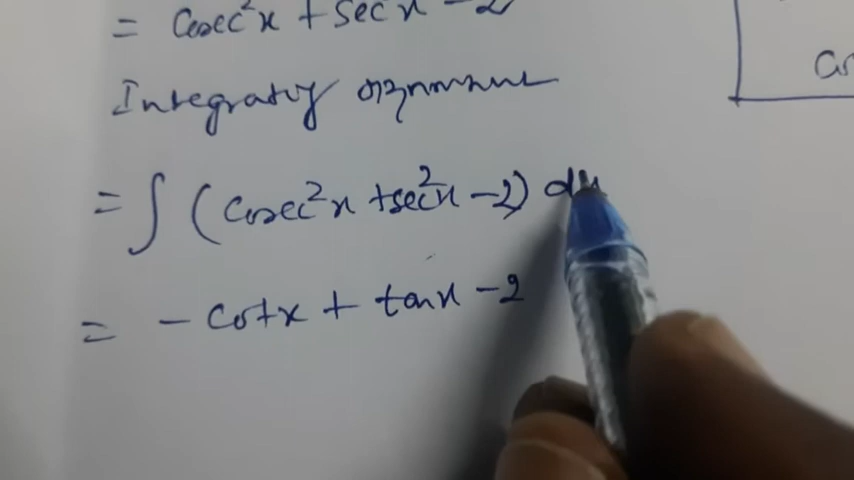 = cosec²x + sec²x - 2
Integrating
= ∫ (cosec²x + sec²x - 2) dx
= - cotx + tanx - 2